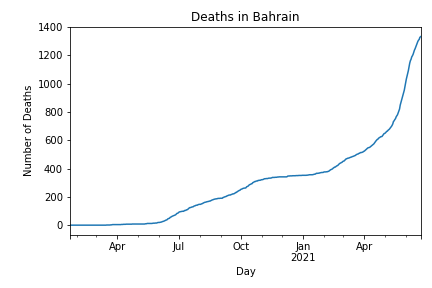 Deaths in Bahrain
1400
1200
1000
800
600
400
200
0
Number of Deaths
Apr
Jul
Oct
Jan
2021
Apr
Day